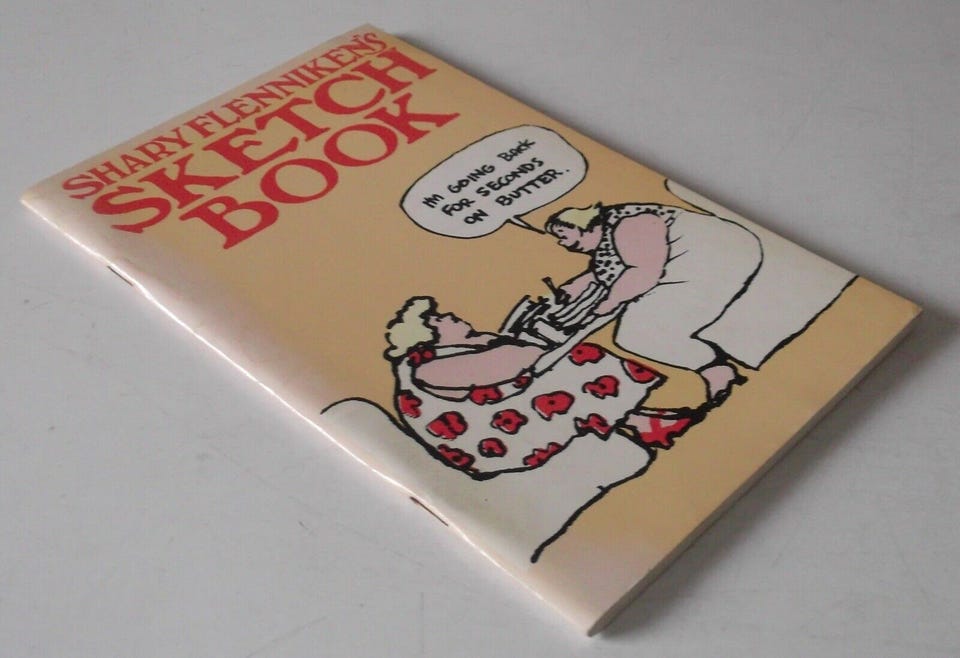 SHARY FLENNIKEN'S
SKETCH
BOOK
I'M GOING BACK
FOR SECONDS
ON BUTTER.